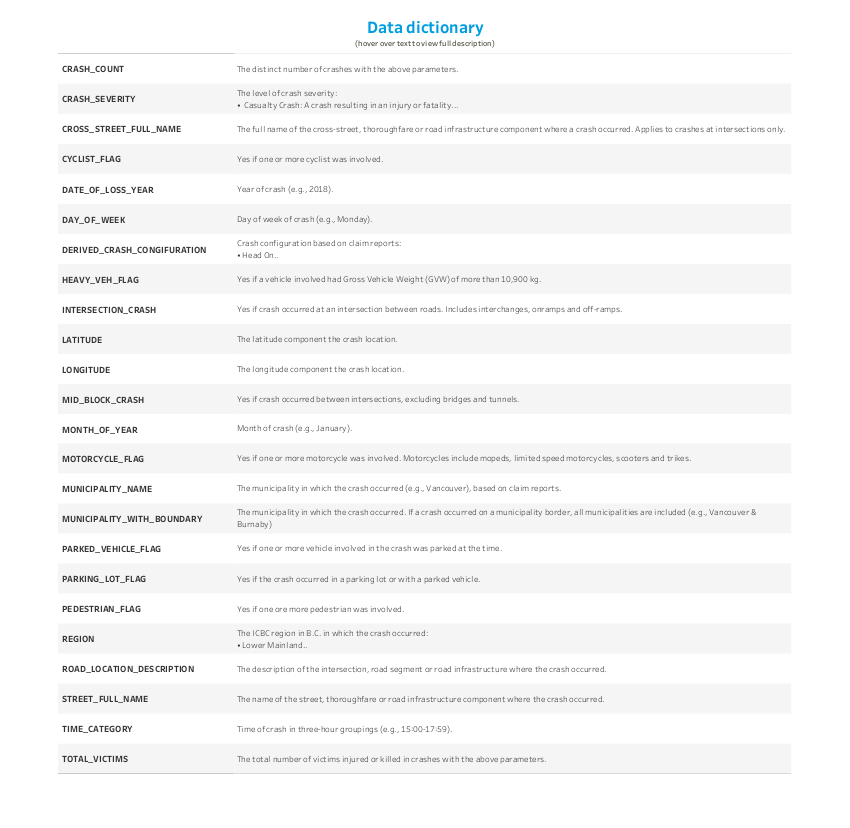 Data dictionary
(hover over text to view full description)
CRASH_COUNT The distinct number of crashes with the above parameters.
CRASH_SEVERITY The level of crash severity:
• Casualty Crash: A crash resulting in an injury or fatality...
CROSS_STREET_FULL_NAME The full name of the cross-street, thoroughfare or road infrastructure component where a crash occurred. Applies to crashes at intersections only.
CYCLIST_FLAG Yes if one or more cyclist was involved.
DATE_OF_LOSS_YEAR Year of crash (e.g., 2018).
DAY_OF_WEEK Day of week of crash (e.g., Monday).
DERIVED_CRASH_CONGIFURATION Crash configuration based on claim reports:
• Head On..
HEAVY_VEH_FLAG Yes if a vehicle involved had Gross Vehicle Weight (GVW) of more than 10,900 kg.
INTERSECTION_CRASH Yes if crash occurred at an intersection between roads. Includes interchanges, onramps and off-ramps.
LATITUDE The latitude component the crash location.
LONGITUDE The longitude component the crash location.
MID_BLOCK_CRASH Yes if crash occurred between intersections, excluding bridges and tunnels.
MONTH_OF_YEAR Month of crash (e.g., January).
MOTORCYCLE_FLAG Yes if one or more motorcycle was involved. Motorcycles include mopeds, limited speed motorcycles, scooters and trikes.
MUNICIPALITY_NAME The municipality in which the crash occurred (e.g., Vancouver), based on claim reports.
MUNICIPALITY_WITH_BOUNDARY The municipality in which the crash occurred. If a crash occurred on a municipality border, all municipalities are included (e.g., Vancouver &
Burnaby)
PARKED_VEHICLE_FLAG Yes if one or more vehicle involved in the crash was parked at the time.
PARKING_LOT_FLAG Yes if the crash occurred in a parking lot or with a parked vehicle.
PEDESTRIAN_FLAG Yes if one ore more pedestrian was involved.
REGION The ICBC region in B.C. in which the crash occurred:
• Lower Mainland..
ROAD_LOCATION_DESCRIPTION The description of the intersection, road segment or road infrastructure where the crash occurred.
STREET_FULL_NAME The name of the street, thoroughfare or road infrastructure component where the crash occurred.
TIME_CATEGORY Time of crash in three-hour groupings (e.g., 15:00-17:59).
TOTAL_VICTIMS The total number of victims injured or killed in crashes with the above parameters.